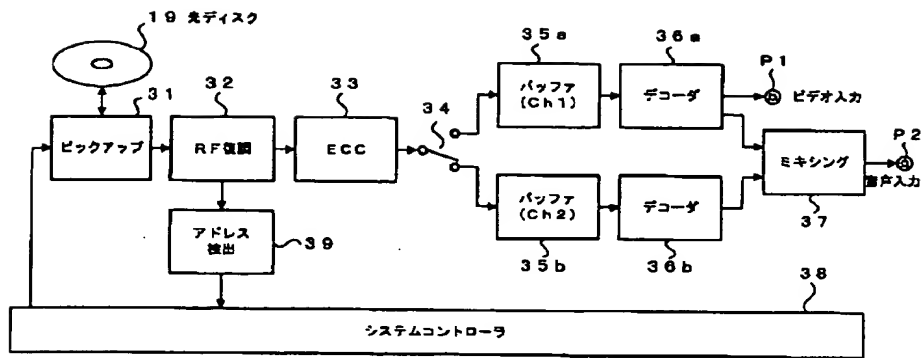 19 光ディスク
31
ピックアップ
32
RF復調
33
ECC
34
35a
バッファ
(Ch1)
36a
デコーダ
P1
ビデオ入力
35b
バッファ
(Ch2)
36b
デコーダ
ミキシング
37
P2
音声入力
アドレス
検出
39
38
システムコントローラ